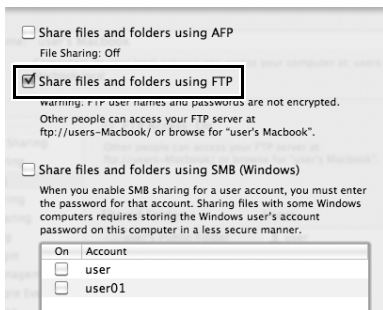 Share files and folders using AFP
File Sharing: Off
Share files and folders using FTP
Warning: FTP user names and passwords are not encrypted.
Other people can access your FTP server at
ftp://users-Macbook/ or browse for “user’s Macbook”.
Share files and folders using SMB (Windows)
When you enable SMB sharing for a user account, you must enter
the password for that account. Sharing files with some Windows
computers requires storing the Windows user’s account
password on this computer in a less secure manner.
On Account
user
user01